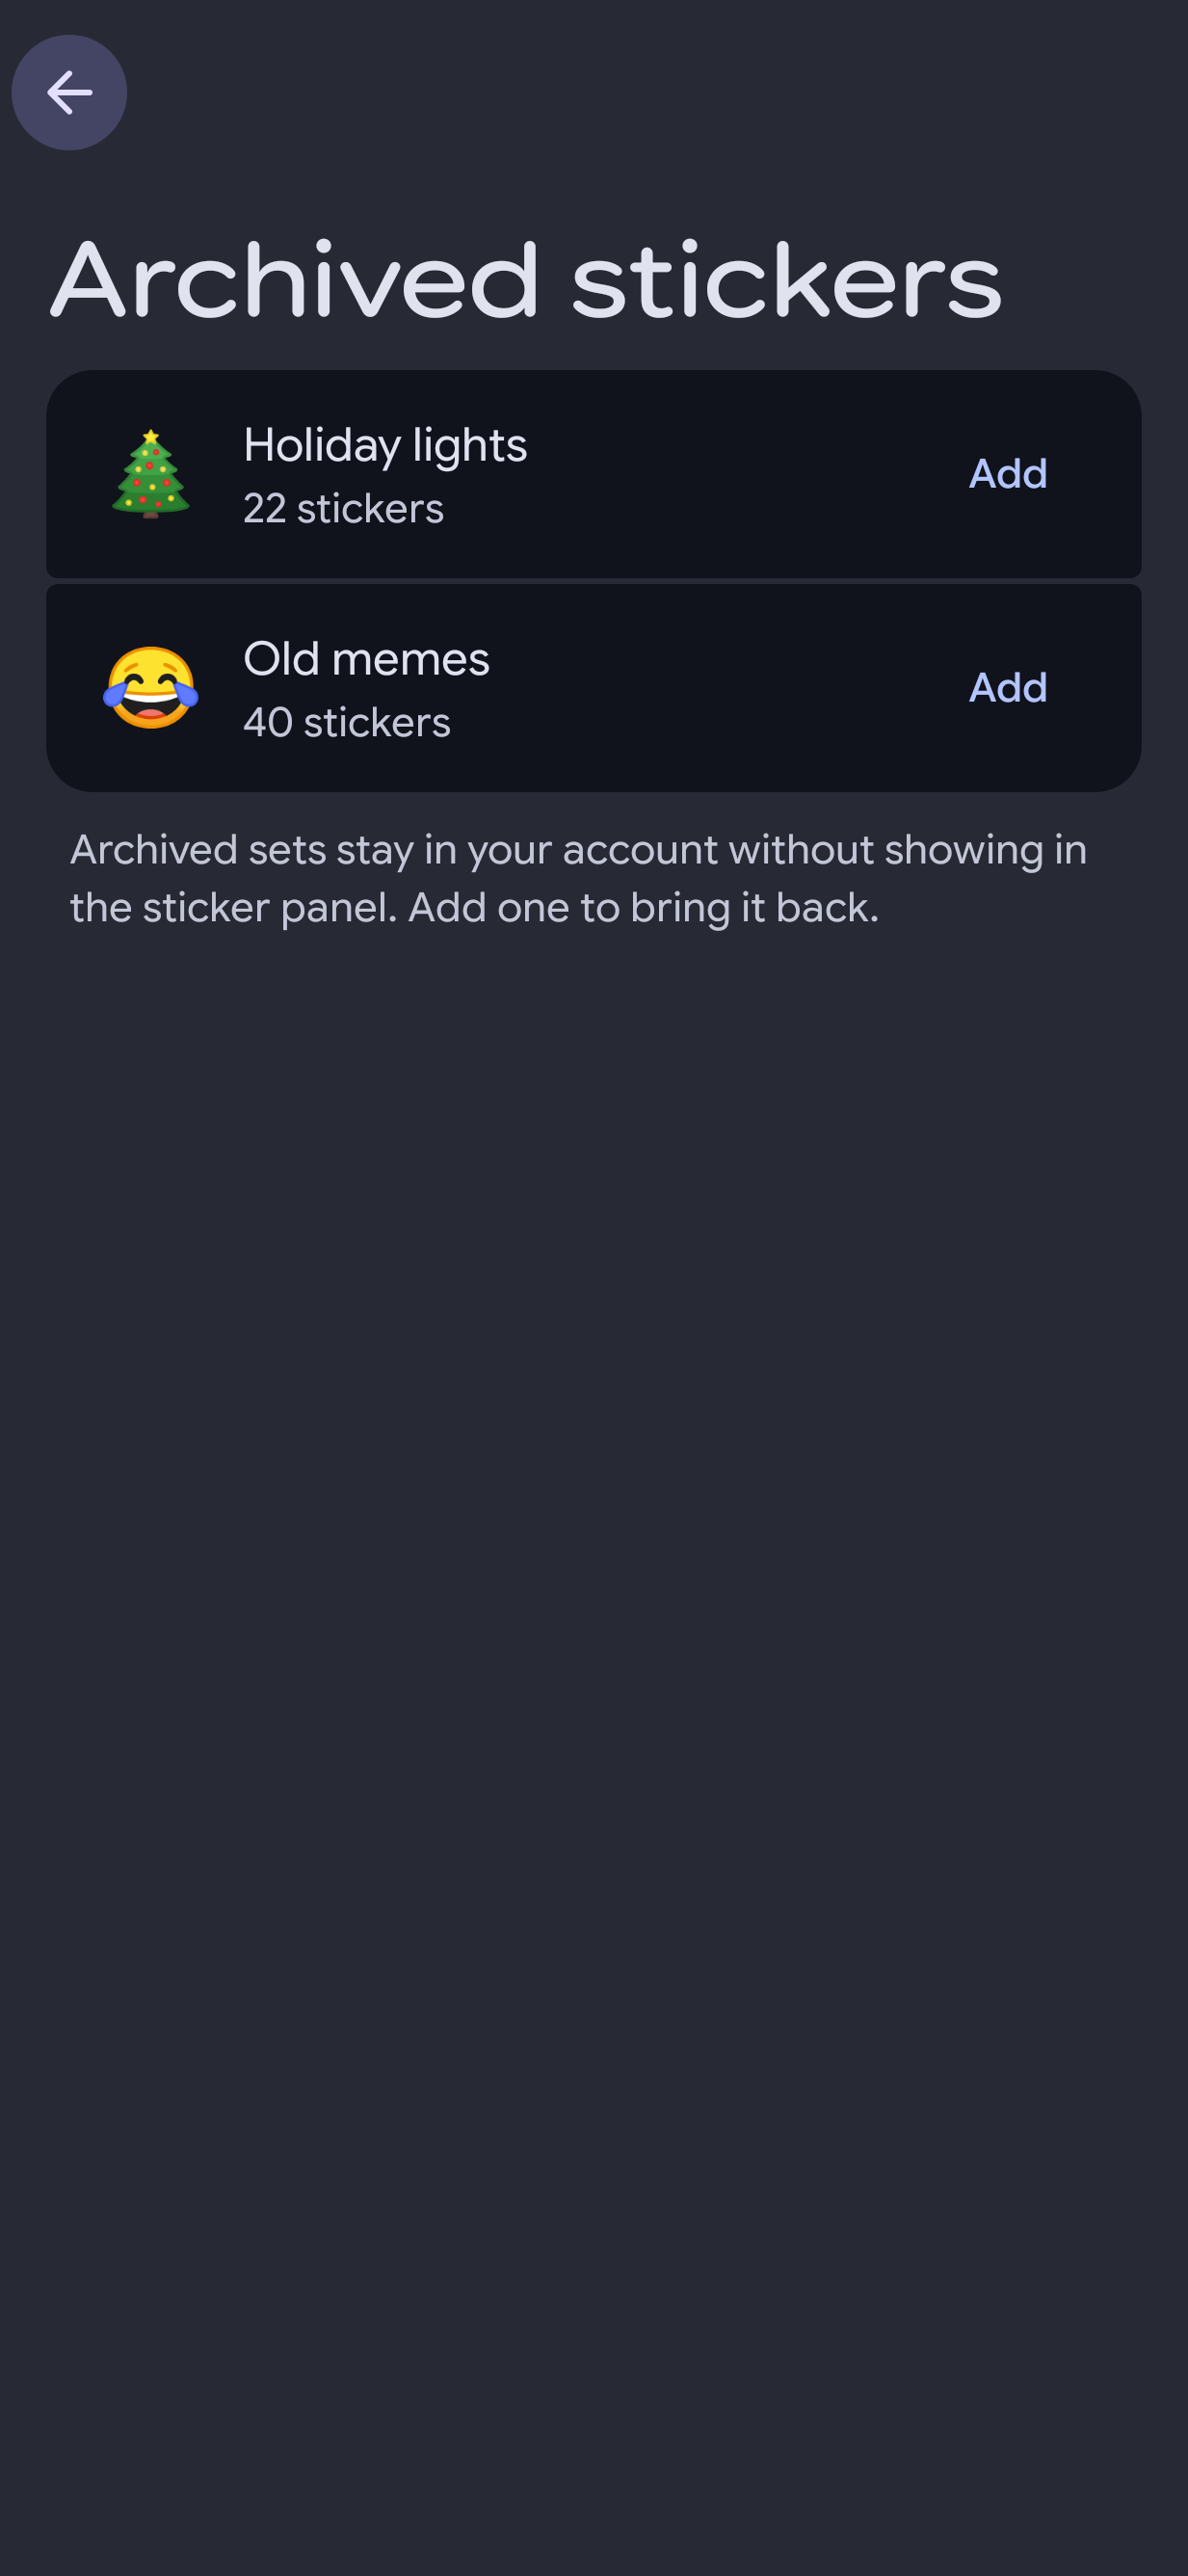 Archived stickers
Holiday lights
22 stickers
Add
Old memes
40 stickers
Add
Archived sets stay in your account without showing in
the sticker panel. Add one to bring it back.